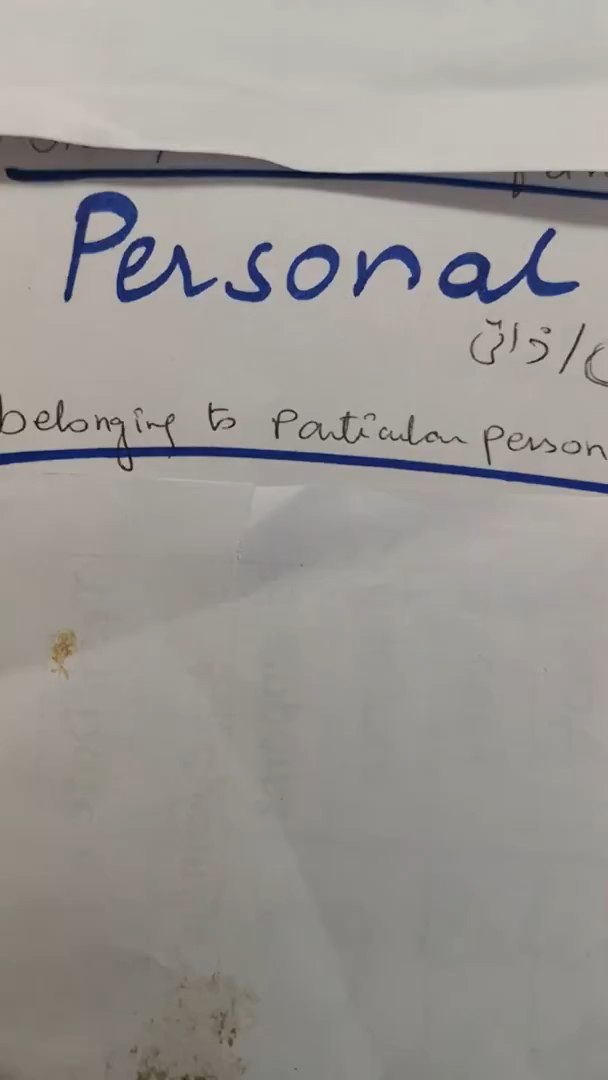 Personal
ذاتی /
belonging to Particular person